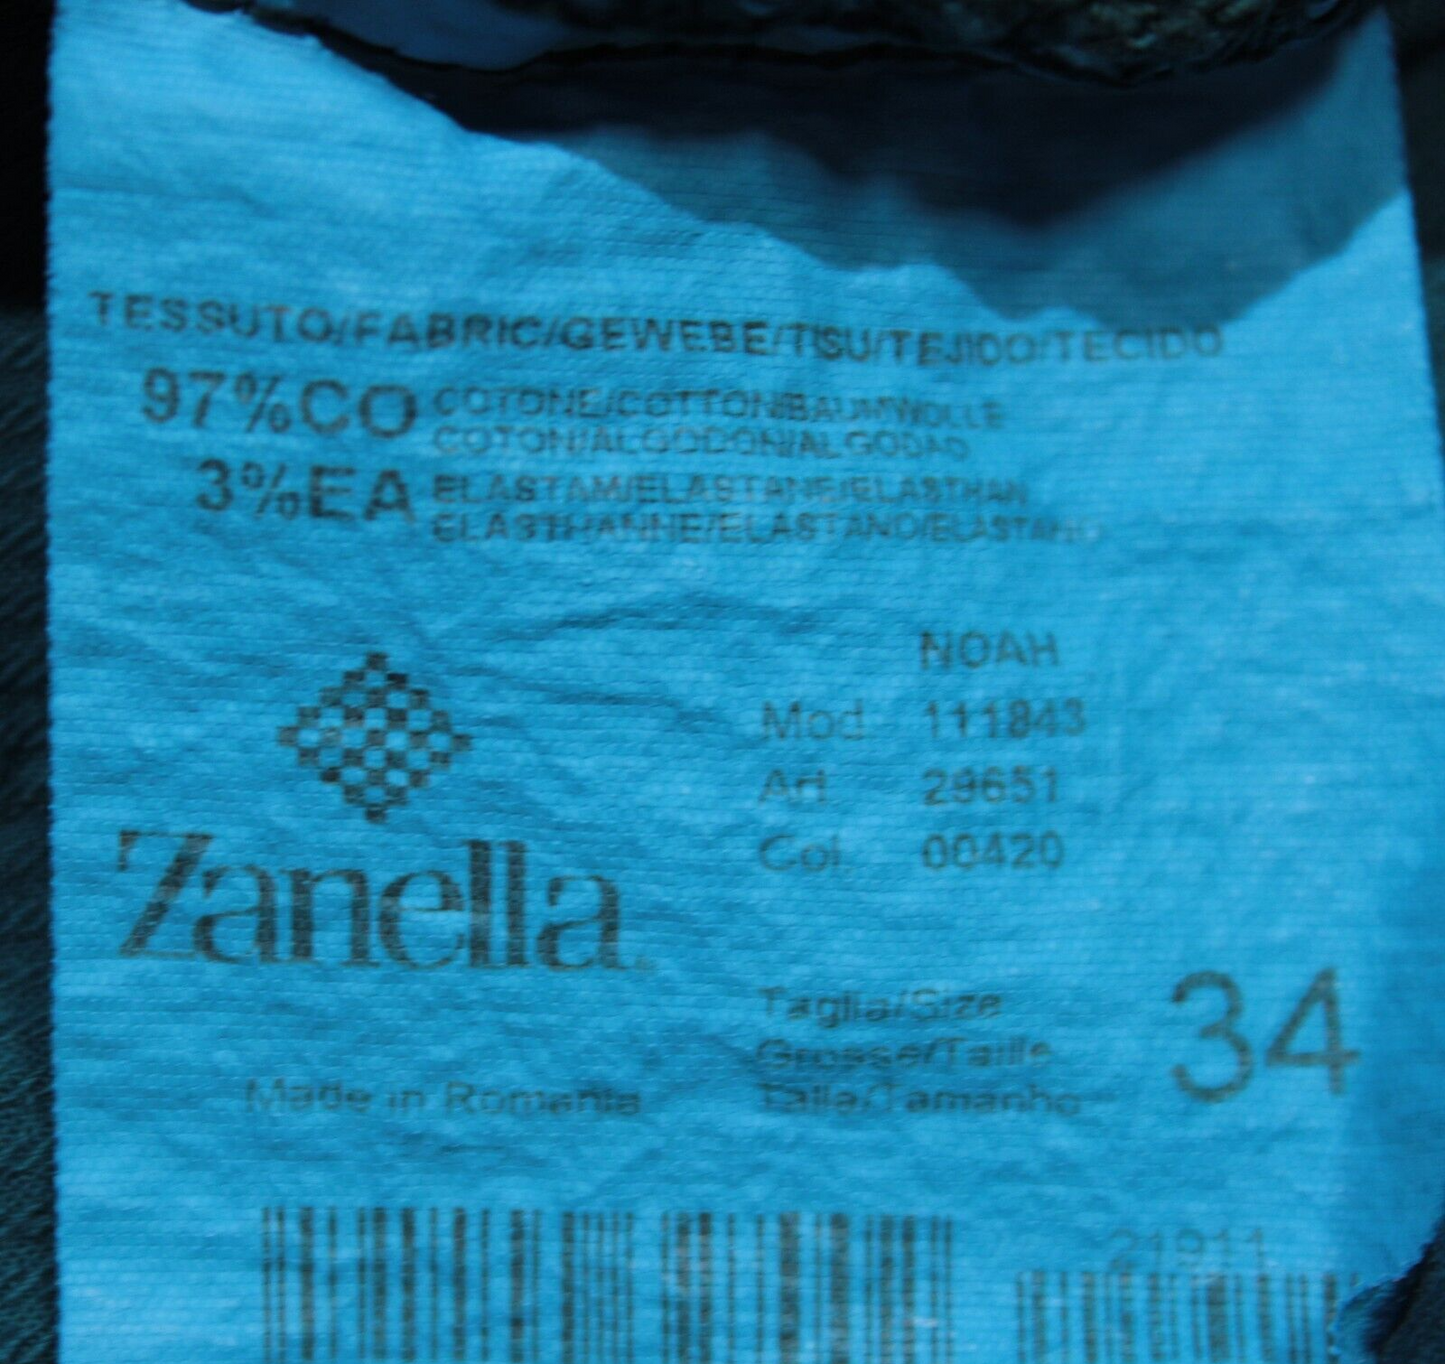 TESSUTO/FABRIC/GEWEBE/TISU/TEJIDO/TECIDO
97%CO COTONE/COTTON/BAUMWOLLE
COTON/ALGODON/ALGODAO
3%EA ELASTAM/ELASTANE/ELASTHAN
ELASTHANNE/ELASTANO/ELASTANO
NOAH
Mod. 111843
Art. 29651
Col. 00420
Zanella
Taglia/Size
Grosse/Taille
Talla/Tamanho
34
Made in Romania
21911